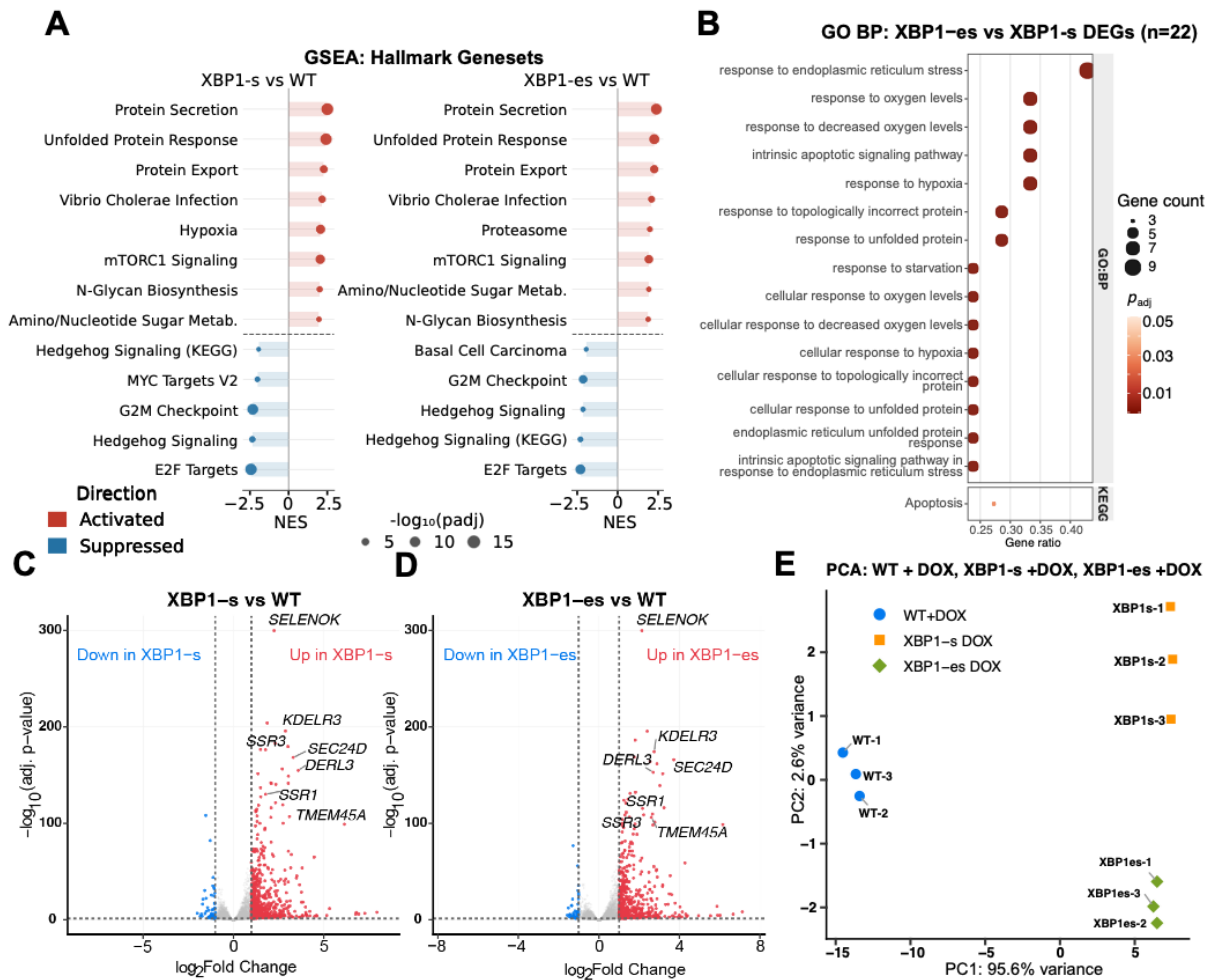 A
GSEA: Hallmark Genesets
XBP1-s vs WT
Protein Secretion
Unfolded Protein Response
Protein Export
Vibrio Cholerae Infection
Hypoxia
mTORC1 Signaling
N-Glycan Biosynthesis
Amino/Nucleotide Sugar Metab.
Hedgehog Signaling (KEGG)
MYC Targets V2
G2M Checkpoint
Hedgehog Signaling
E2F Targets
−2.5 0 2.5
NES
XBP1-es vs WT
Protein Secretion
Unfolded Protein Response
Protein Export
Vibrio Cholerae Infection
Proteasome
mTORC1 Signaling
Amino/Nucleotide Sugar Metab.
N-Glycan Biosynthesis
Basal Cell Carcinoma
G2M Checkpoint
Hedgehog Signaling
Hedgehog Signaling (KEGG)
E2F Targets
−2.5 0 2.5
NES
Direction
Activated
Suppressed
-log₁₀(padj)
5 10 15
B
GO BP: XBP1−es vs XBP1-s DEGs (n=22)
response to endoplasmic reticulum stress
response to oxygen levels
response to decreased oxygen levels
intrinsic apoptotic signaling pathway
response to hypoxia
response to topologically incorrect protein
response to unfolded protein
response to starvation
cellular response to oxygen levels
cellular response to decreased oxygen levels
cellular response to hypoxia
cellular response to topologically incorrect
protein
cellular response to unfolded protein
endoplasmic reticulum unfolded protein
response
intrinsic apoptotic signaling pathway in
response to endoplasmic reticulum stress
Apoptosis
GO:BP
KEGG
0.25 0.30 0.35 0.40
Gene ratio
Gene count
3
5
7
9
p adj
0.05
0.03
0.01
C
XBP1−s vs WT
Down in XBP1−s
Up in XBP1−s
SELENOK
KDELR3
SSR3
SEC24D
DERL3
SSR1
TMEM45A
300
200
100
0
−log₁₀(adj. p−value)
−5 0 5
log₂Fold Change
D
XBP1−es vs WT
Down in XBP1−es
Up in XBP1−es
SELENOK
KDELR3
DERL3
SEC24D
SSR1
SSR3
TMEM45A
300
200
100
0
−log₁₀(adj. p−value)
−8 −4 0 4 8
log₂Fold Change
E
PCA: WT + DOX, XBP1-s +DOX, XBP1-es +DOX
WT+DOX
XBP1−s DOX
XBP1−es DOX
XBP1s-1
XBP1s-2
XBP1s-3
WT-1
WT-3
WT-2
XBP1es-1
XBP1es-3
XBP1es-2
2
1
0
−1
−2
PC2: 2.6% variance
−15 −10 −5 0 5
PC1: 95.6% variance